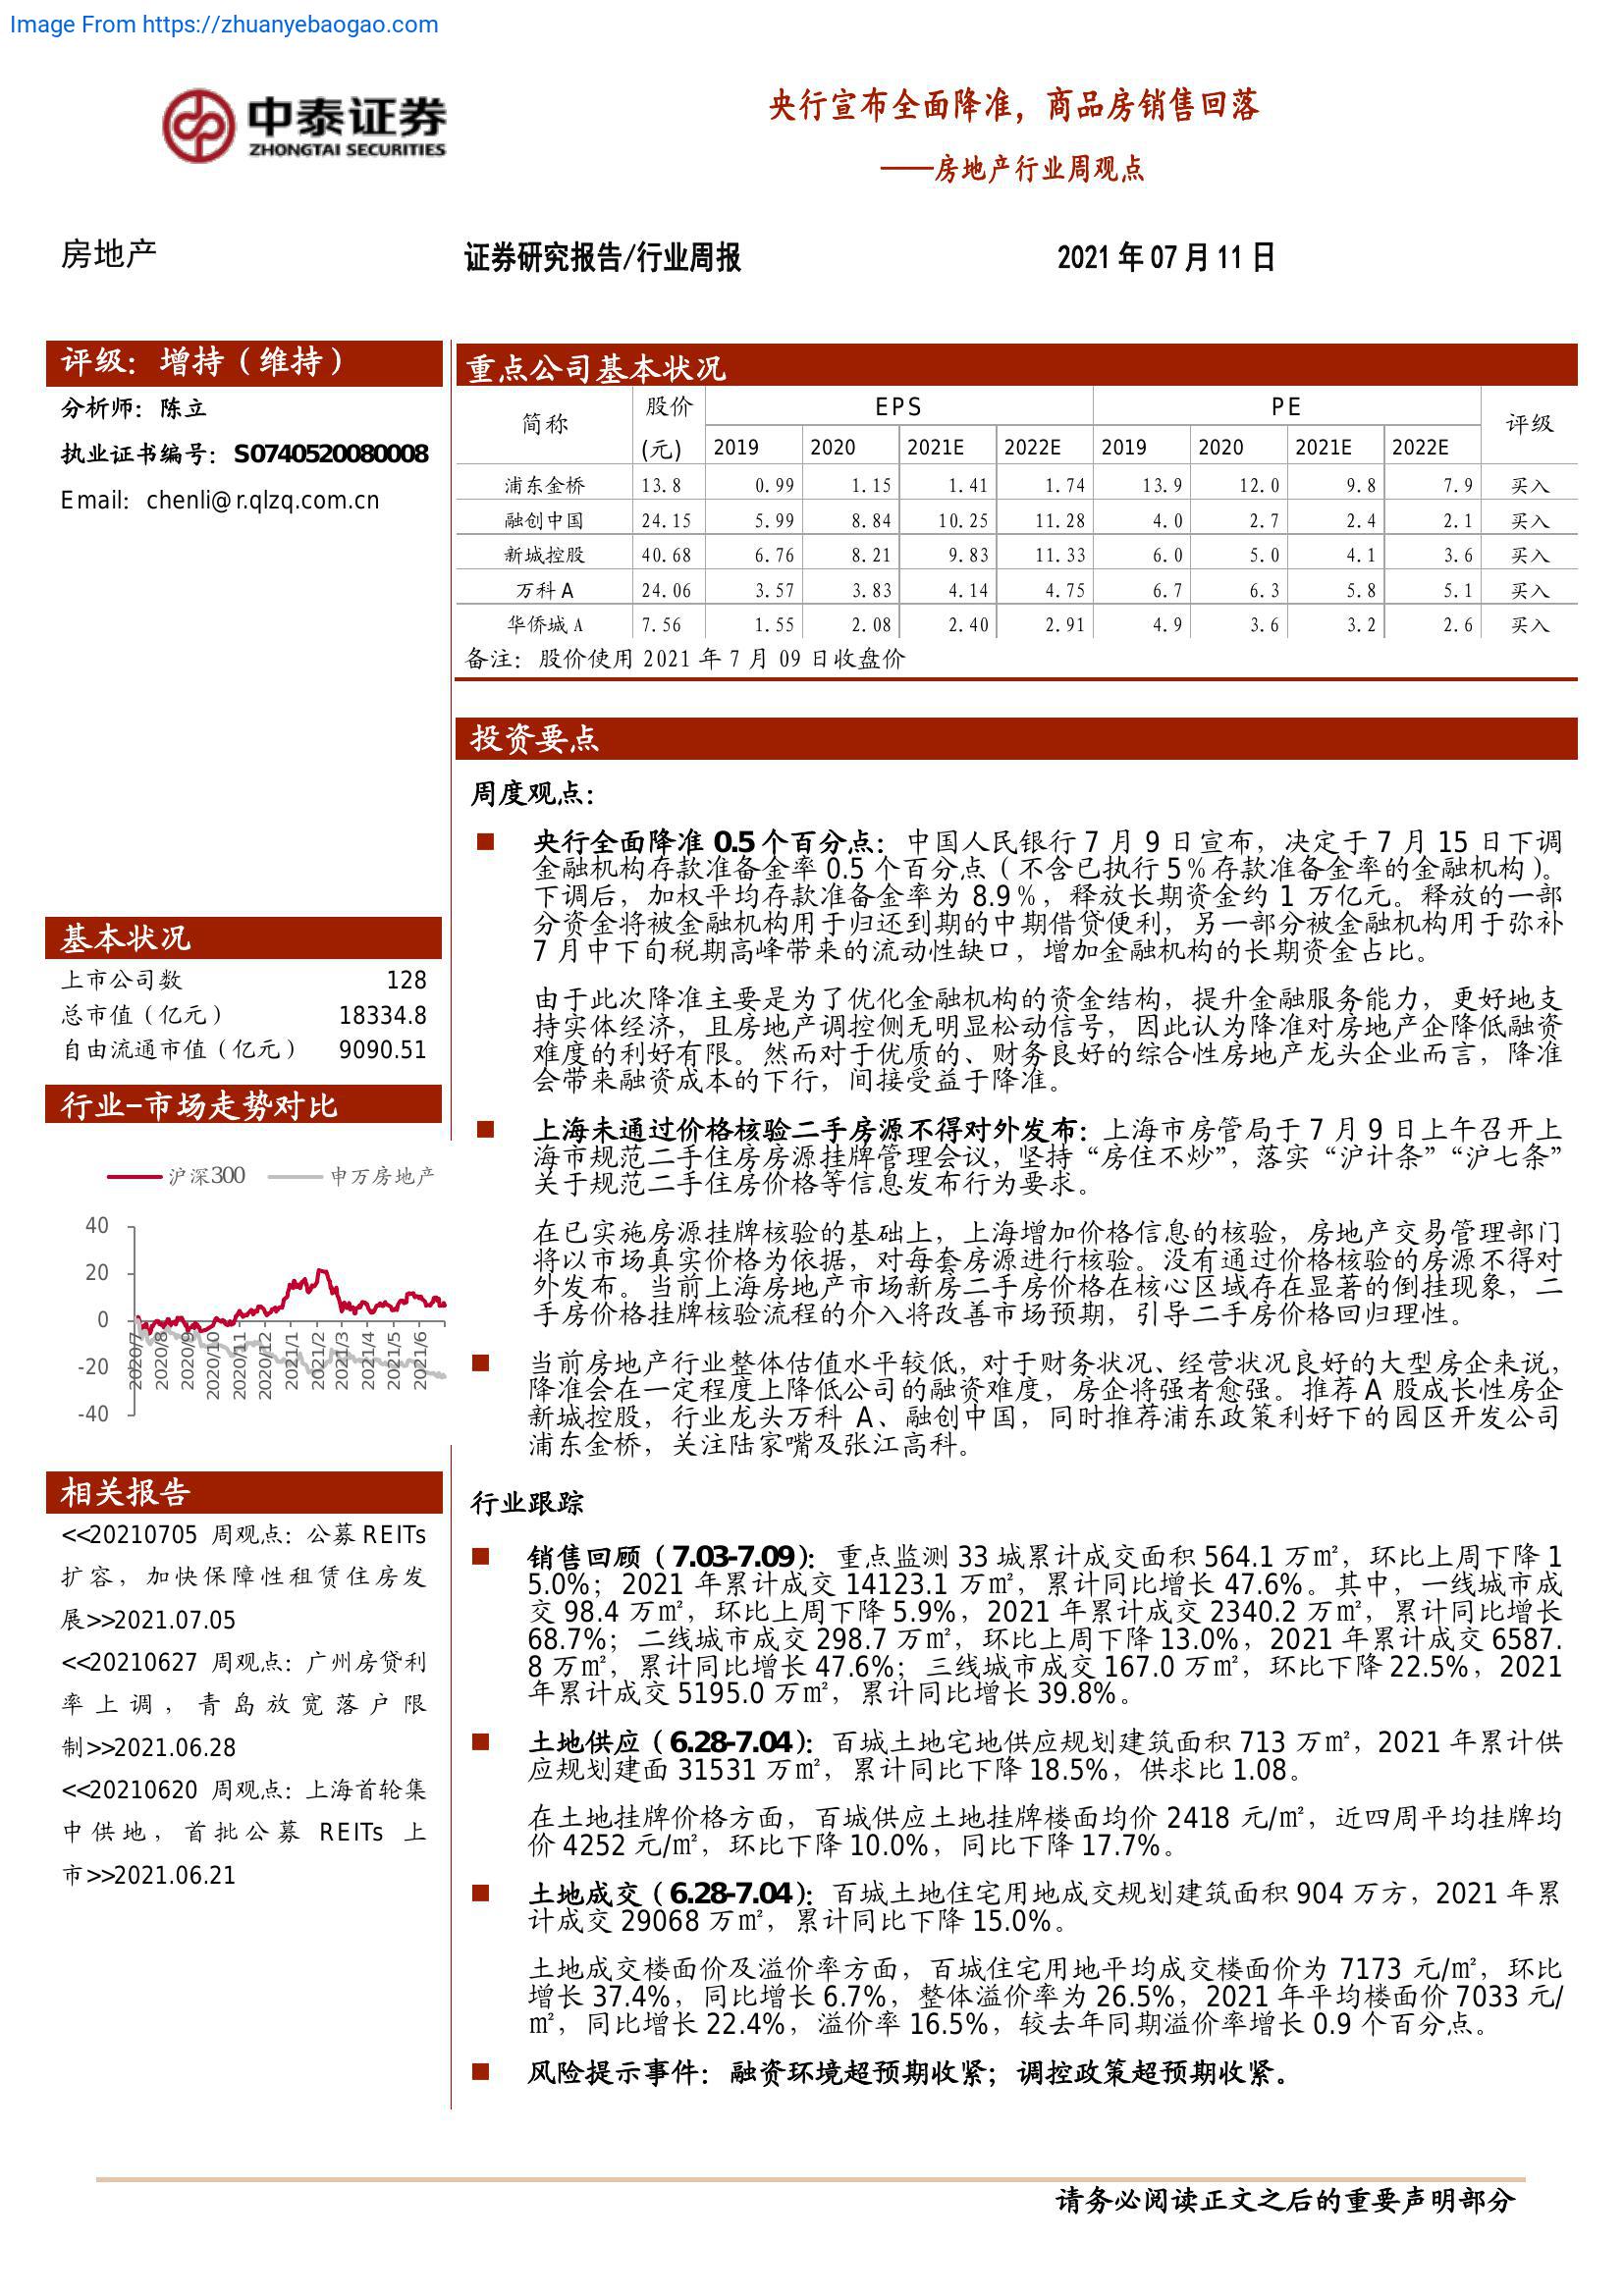 Image From https://zhuanyebaogao.com
中泰证券
ZHONGTAI SECURITIES
央行宣布全面降准，商品房销售回落
——房地产行业周观点
房地产
证券研究报告/行业周报
2021 年 07 月 11 日
评级：增持（维持）
分析师：陈立
执业证书编号：S0740520080008
Email：chenli@r.qlzq.com.cn
基本状况
上市公司数 128
总市值（亿元） 18334.8
自由流通市值（亿元） 9090.51
行业-市场走势对比
沪深300 申万房地产
40
20
0
-20
-40
2020/7 2020/8 2020/9 2020/10 2020/11 2020/12 2021/1 2021/2 2021/3 2021/4 2021/5 2021/6
相关报告
<<20210705 周观点：公募 REITs
扩容，加快保障性租赁住房发
展>>2021.07.05
<<20210627 周观点：广州房贷利
率上调，青岛放宽落户限
制>>2021.06.28
<<20210620 周观点：上海首轮集
中供地，首批公募 REITs 上
市>>2021.06.21
重点公司基本状况
简称 股价 EPS PE 评级
(元) 2019 2020 2021E 2022E 2019 2020 2021E 2022E
浦东金桥 13.8 0.99 1.15 1.41 1.74 13.9 12.0 9.8 7.9 买入
融创中国 24.15 5.99 8.84 10.25 11.28 4.0 2.7 2.4 2.1 买入
新城控股 40.68 6.76 8.21 9.83 11.33 6.0 5.0 4.1 3.6 买入
万科 A 24.06 3.57 3.83 4.14 4.75 6.7 6.3 5.8 5.1 买入
华侨城 A 7.56 1.55 2.08 2.40 2.91 4.9 3.6 3.2 2.6 买入
备注：股价使用 2021 年 7 月 09 日收盘价
投资要点
周度观点：
■ 央行全面降准 0.5 个百分点：中国人民银行 7 月 9 日宣布，决定于 7 月 15 日下调
金融机构存款准备金率 0.5 个百分点（不含已执行 5%存款准备金率的金融机构）。
下调后，加权平均存款准备金率为 8.9%，释放长期资金约 1 万亿元。释放的一部
分资金将被金融机构用于归还到期的中期借贷便利，另一部分被金融机构用于弥补
7 月中下旬税期高峰带来的流动性缺口，增加金融机构的长期资金占比。
由于此次降准主要是为了优化金融机构的资金结构，提升金融服务能力，更好地支
持实体经济，且房地产调控侧无明显松动信号，因此认为降准对房地产企降低融资
难度的利好有限。然而对于优质的、财务良好的综合性房地产龙头企业而言，降准
会带来融资成本的下行，间接受益于降准。
■ 上海未通过价格核验二手房源不得对外发布：上海市房管局于 7 月 9 日上午召开上
海市规范二手住房房源挂牌管理会议，坚持“房住不炒”，落实“沪计条”“沪七条”
关于规范二手住房价格等信息发布行为要求。
在已实施房源挂牌核验的基础上，上海增加价格信息的核验，房地产交易管理部门
将以市场真实价格为依据，对每套房源进行核验。没有通过价格核验的房源不得对
外发布。当前上海房地产市场新房二手房价格在核心区域存在显著的倒挂现象，二
手房价格挂牌核验流程的介入将改善市场预期，引导二手房价格回归理性。
■ 当前房地产行业整体估值水平较低，对于财务状况、经营状况良好的大型房企来说，
降准会在一定程度上降低公司的融资难度，房企将强者愈强。推荐 A 股成长性房企
新城控股，行业龙头万科 A、融创中国，同时推荐浦东政策利好下的园区开发公司
浦东金桥，关注陆家嘴及张江高科。
行业跟踪
■ 销售回顾（7.03-7.09）：重点监测 33 城累计成交面积 564.1 万㎡，环比上周下降 1
5.0%；2021 年累计成交 14123.1 万㎡，累计同比增长 47.6%。其中，一线城市成
交 98.4 万㎡，环比上周下降 5.9%，2021 年累计成交 2340.2 万㎡，累计同比增长
68.7%；二线城市成交 298.7 万㎡，环比上周下降 13.0%，2021 年累计成交 6587.
8 万㎡，累计同比增长 47.6%；三线城市成交 167.0 万㎡，环比下降 22.5%，2021
年累计成交 5195.0 万㎡，累计同比增长 39.8%。
■ 土地供应（6.28-7.04）：百城土地宅地供应规划建筑面积 713 万㎡，2021 年累计供
应规划建面 31531 万㎡，累计同比下降 18.5%，供求比 1.08。
在土地挂牌价格方面，百城供应土地挂牌楼面均价 2418 元/㎡，近四周平均挂牌均
价 4252 元/㎡，环比下降 10.0%，同比下降 17.7%。
■ 土地成交（6.28-7.04）：百城土地住宅用地成交规划建筑面积 904 万方，2021 年累
计成交 29068 万㎡，累计同比下降 15.0%。
土地成交楼面价及溢价率方面，百城住宅用地平均成交楼面价为 7173 元/㎡，环比
增长 37.4%，同比增长 6.7%，整体溢价率为 26.5%，2021 年平均楼面价 7033 元/
㎡，同比增长 22.4%，溢价率 16.5%，较去年同期溢价率增长 0.9 个百分点。
■ 风险提示事件：融资环境超预期收紧；调控政策超预期收紧。
请务必阅读正文之后的重要声明部分